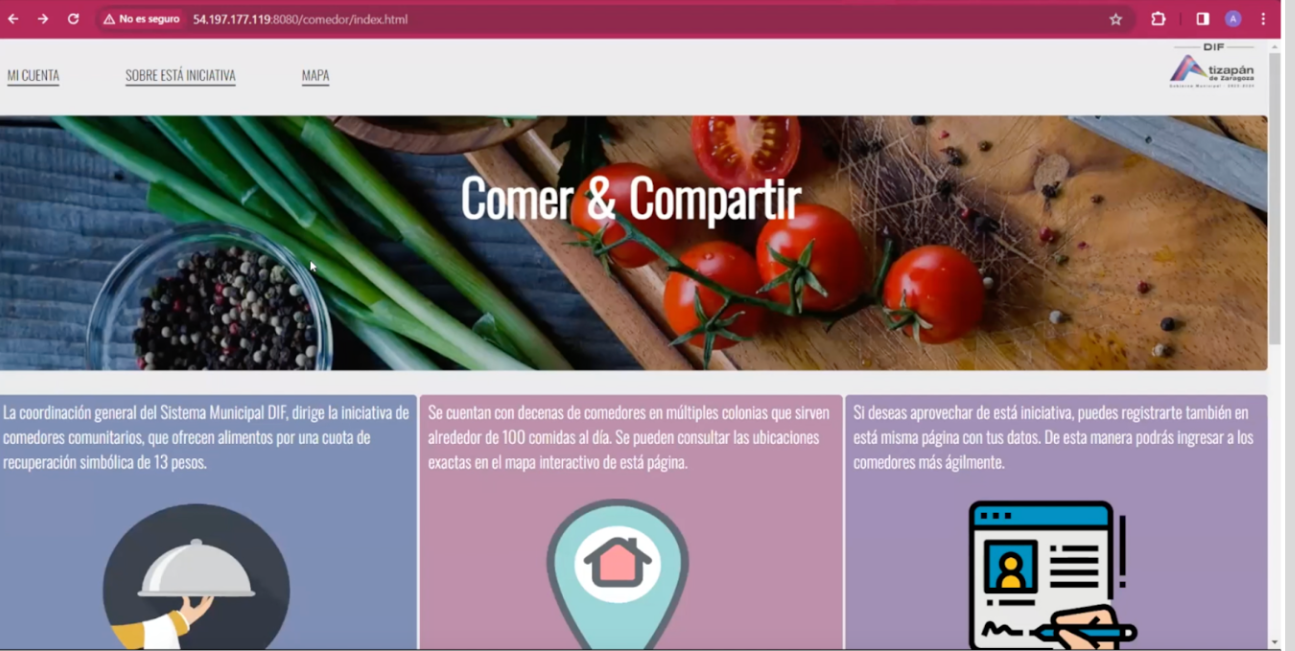 No es seguro 54.197.177.119:8080/comedor/index.html
A
MI CUENTA
SOBRE ESTÁ INICIATIVA
MAPA
DIF
tizapán
de Zaragoza
Comer & Compartir
La coordinación general del Sistema Municipal DIF, dirige la iniciativa de
comedores comunitarios, que ofrecen alimentos por una cuota de
recuperación simbólica de 13 pesos.
Se cuentan con decenas de comedores en múltiples colonias que sirven
alrededor de 100 comidas al día. Se pueden consultar las ubicaciones
exactas en el mapa interactivo de está página.
Si deseas aprovechar de está iniciativa, puedes registrarte también en
está misma página con tus datos. De esta manera podrás ingresar a los
comedores más ágilmente.